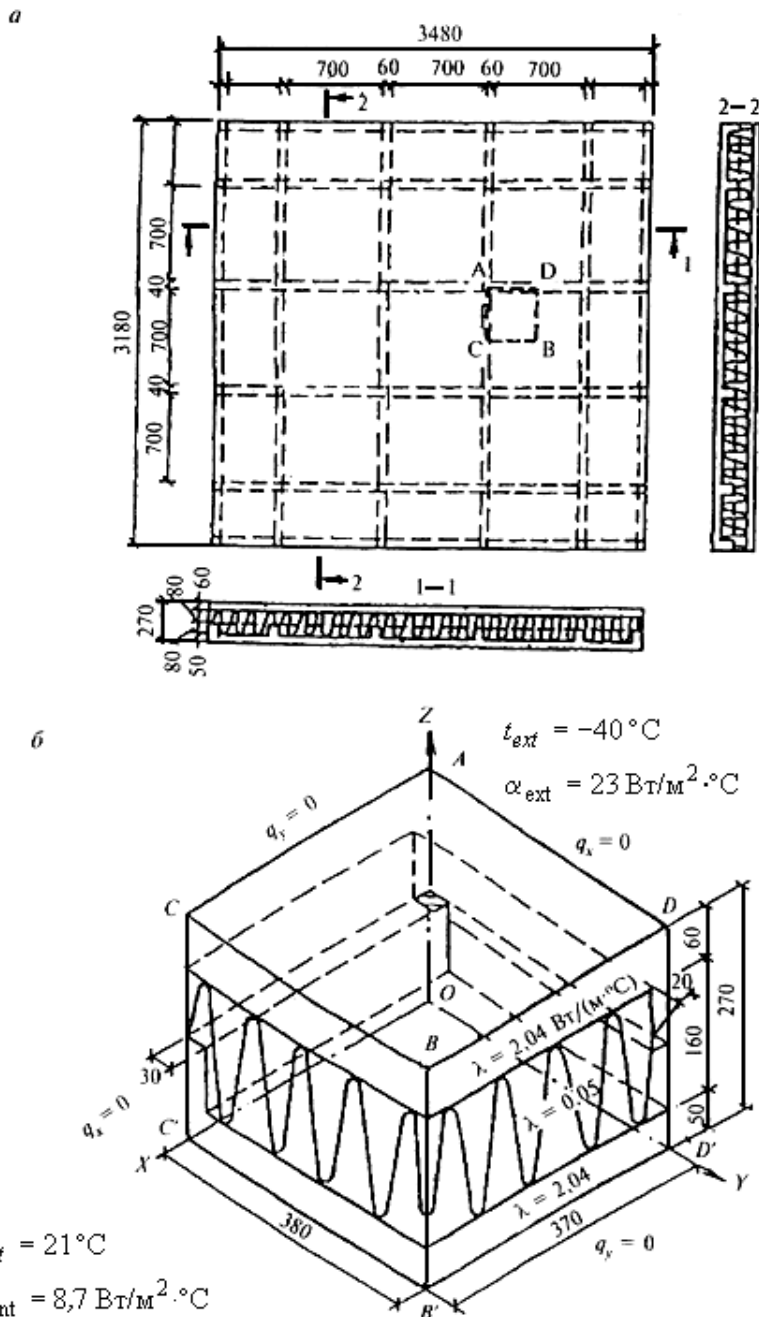 а
3480
700 60 700 60 700
2
2–2
1
3180
700
40
700
40
700
A D
C B
2
1–1
270
80 60
80 50
б
Z
A
t_ext = −40°C
α_ext = 23 Вт/м²·°C
q_y = 0
q_x = 0
C
D
60
20
270
160
50
O
B
λ = 2,04 Вт/(м·°C)
λ = 0,05
λ = 2,04
30
q_x = 0
C'
X
D'
Y
380
370
q_y = 0
B'
= 21°C
= 8,7 Вт/м²·°C